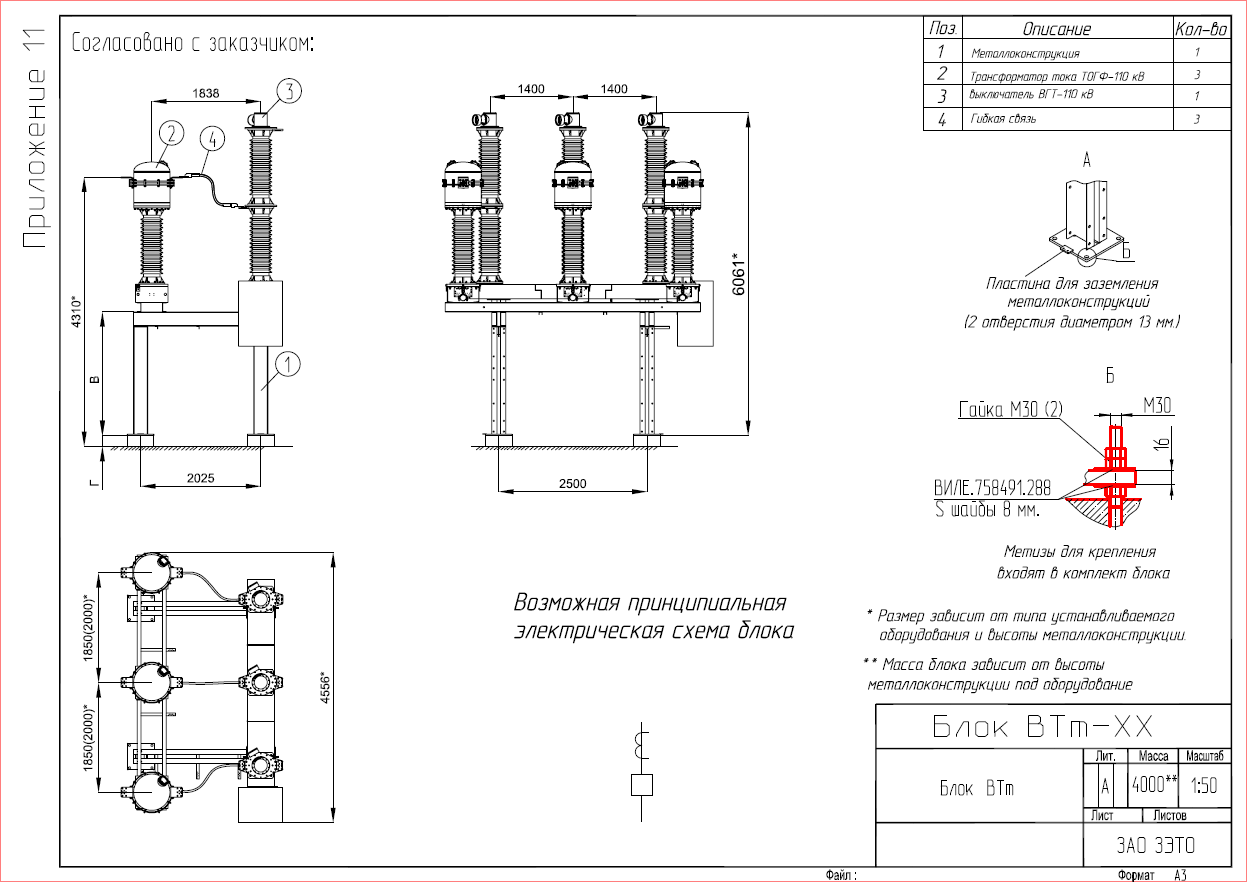 Приложение 11
Согласовано с заказчиком:
Поз. Описание Кол-во
1 Металлоконструкция 1
2 Трансформатор тока ТОГФ-110 кВ 3
3 Выключатель ВГТ-110 кВ 1
4 Гибкая связь 3
1838
3
2
4
4310*
В
1
Г
2025
1400 1400
6061*
2500
А
Б
Пластина для заземления
металлоконструкций
(2 отверстия диаметром 13 мм.)
Б
Гайка М30 (2)
М30
16
ВИЛЕ.758491.288
S шайбы 8 мм.
Метизы для крепления
входят в комплект блока
1850(2000)*
1850(2000)*
4556*
Возможная принципиальная
электрическая схема блока
* Размер зависит от типа устанавливаемого
оборудования и высоты металлоконструкции.
** Масса блока зависит от высоты
металлоконструкции под оборудование
Блок ВТт-ХХ
Блок ВТт
Лит. Масса Масштаб
А 4000** 1:50
Лист Листов
ЗАО ЗЭТО
Файл : Формат А3